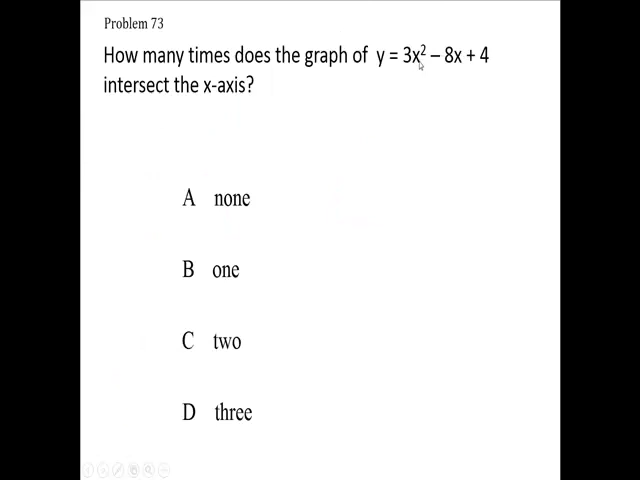 Problem 73
How many times does the graph of y = 3x² – 8x + 4
intersect the x-axis?
A none
B one
C two
D three